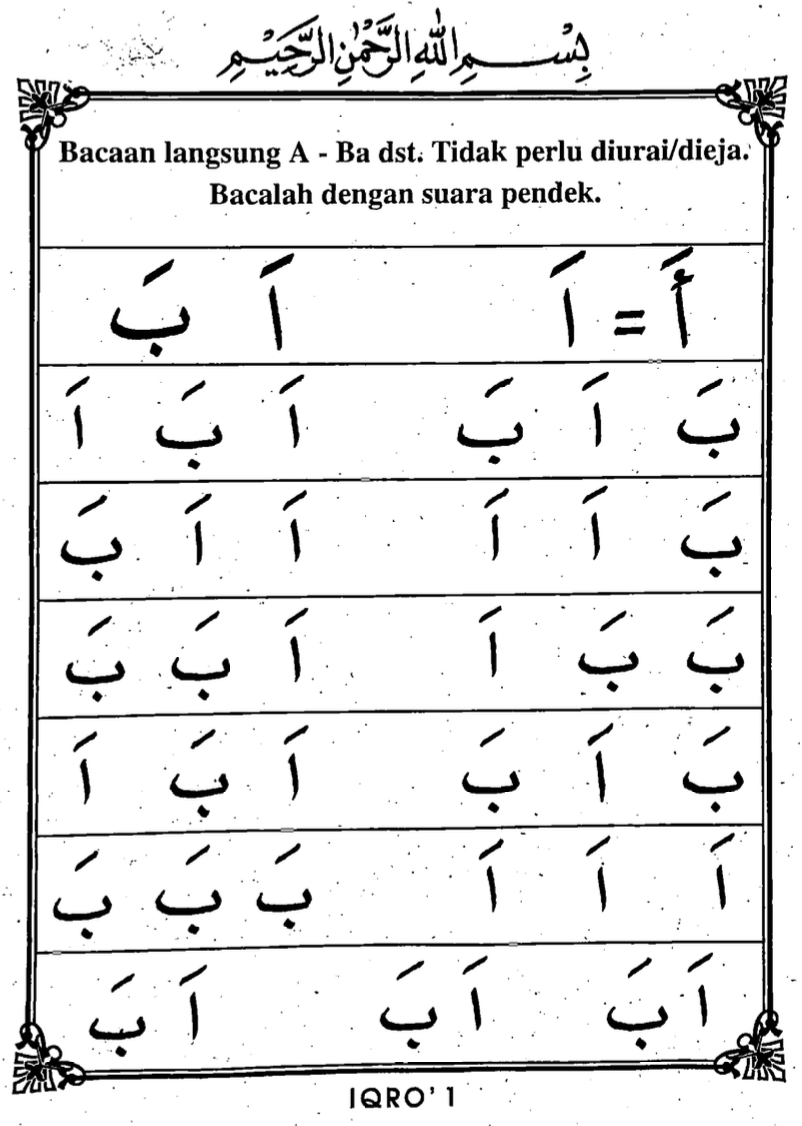 بِسْمِ اللهِ الرَّحْمٰنِ الرَّحِيْمِ
Bacaan langsung A - Ba dst. Tidak perlu diurai/dieja.
Bacalah dengan suara pendek.
أَ = اَ اَ بَ
بَ اَ بَ اَ بَ اَ
بَ اَ اَ اَ اَ بَ
بَ بَ اَ اَ بَ بَ
بَ اَ بَ اَ بَ اَ
اَ اَ اَ بَ بَ بَ
اَ بَ اَ بَ اَ بَ
IQRO' 1